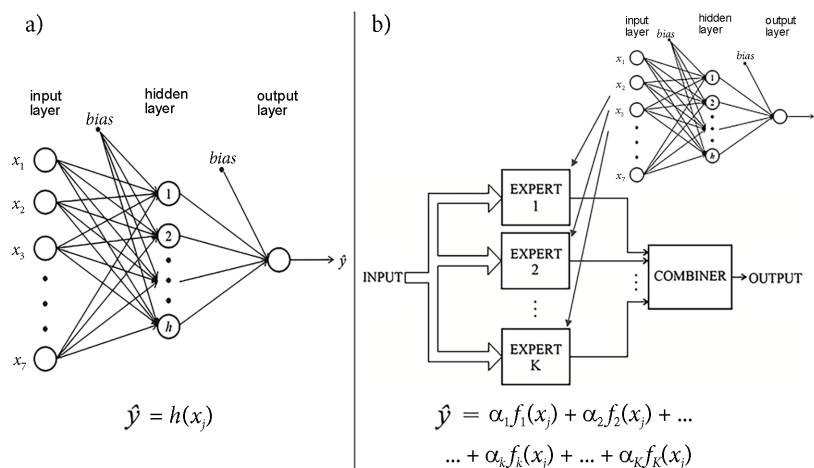 a)
input layer
hidden layer
output layer
bias
bias
x₁
x₂
x₃
x₇
1
2
h
ŷ
ŷ = h(xⱼ)
b)
input layer
hidden layer
output layer
bias
bias
x₁
x₂
x₃
x₇
1
2
h
EXPERT 1
EXPERT 2
EXPERT K
INPUT
COMBINER
OUTPUT
ŷ = α₁f₁(xⱼ) + α₂f₂(xⱼ) + ...
... + αₖfₖ(xⱼ) + ... + α_K f_K(xⱼ)